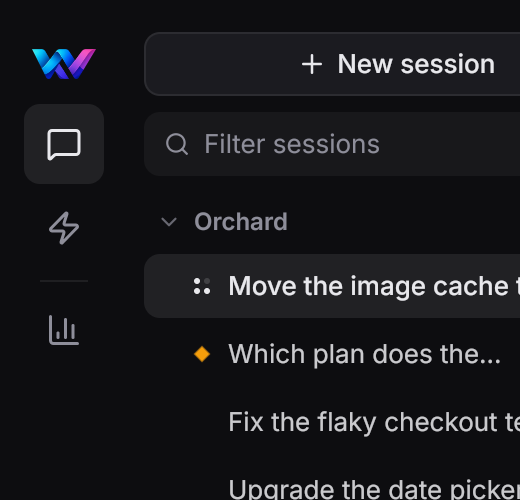 New session
Filter sessions
Orchard
Move the image cache
Which plan does the...
Fix the flaky checkout
Upgrade the date picker